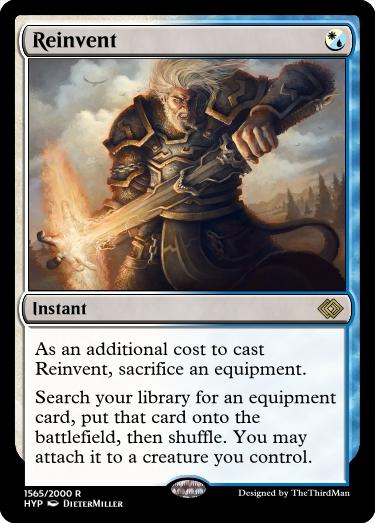 Reinvent
Instant
As an additional cost to cast
Reinvent, sacrifice an equipment.
Search your library for an equipment
card, put that card onto the
battlefield, then shuffle. You may
attach it to a creature you control.
1565/2000 R
HYP DieterMiller
Designed by TheThirdMan